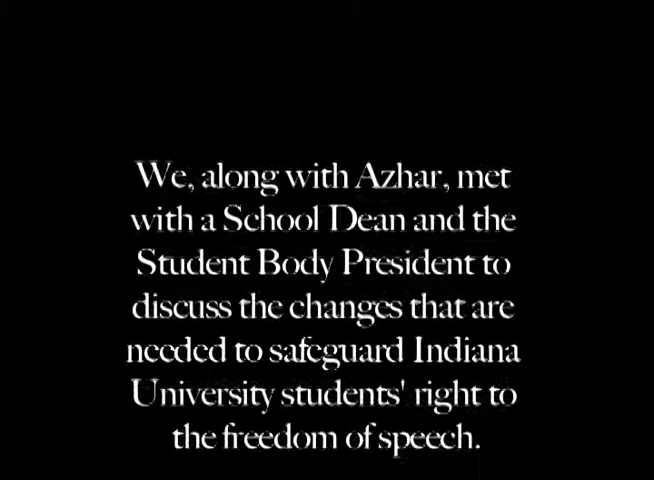 We, along with Azhar, met
with a School Dean and the
Student Body President to
discuss the changes that are
needed to safeguard Indiana
University students' right to
the freedom of speech.